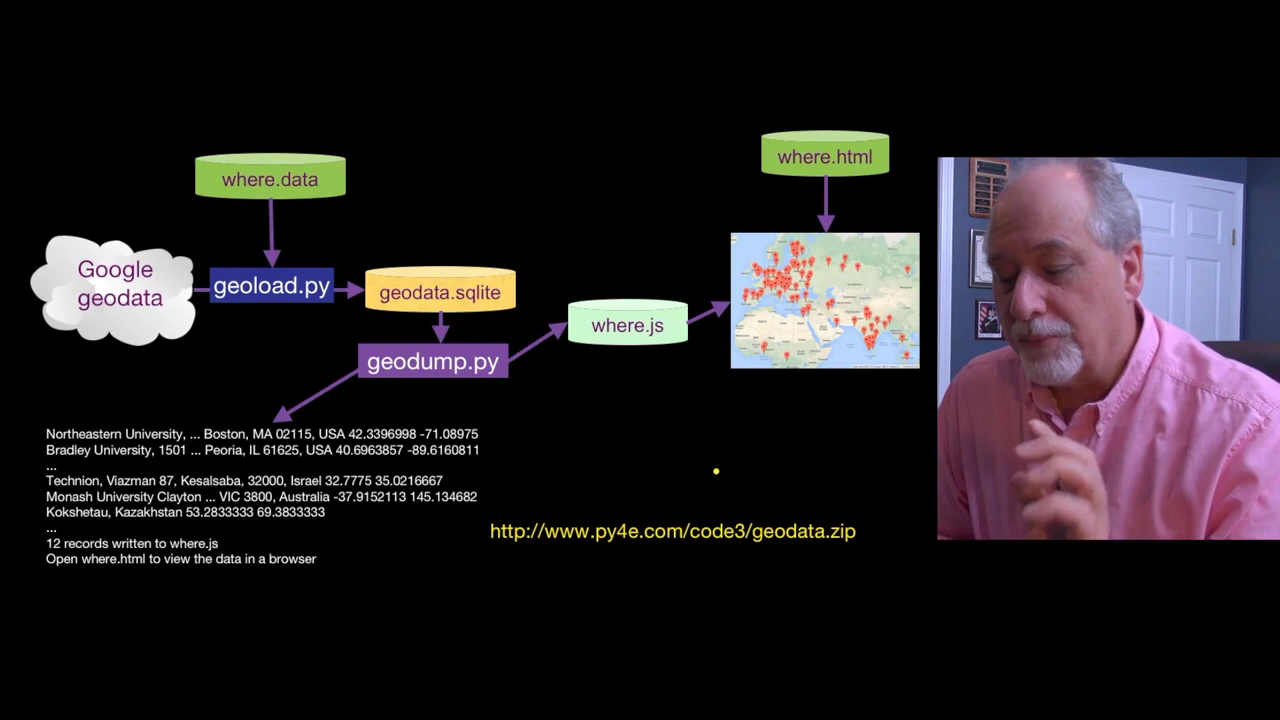 where.html
where.data
Google
geodata
geoload.py
geodata.sqlite
where.js
geodump.py
Northeastern University, ... Boston, MA 02115, USA 42.3396998 -71.08975
Bradley University, 1501 ... Peoria, IL 61625, USA 40.6963857 -89.6160811
...
Technion, Viazman 87, Kesalsaba, 32000, Israel 32.7775 35.0216667
Monash University Clayton ... VIC 3800, Australia -37.9152113 145.134682
Kokshetau, Kazakhstan 53.2833333 69.3833333
...
12 records written to where.js
Open where.html to view the data in a browser
http://www.py4e.com/code3/geodata.zip